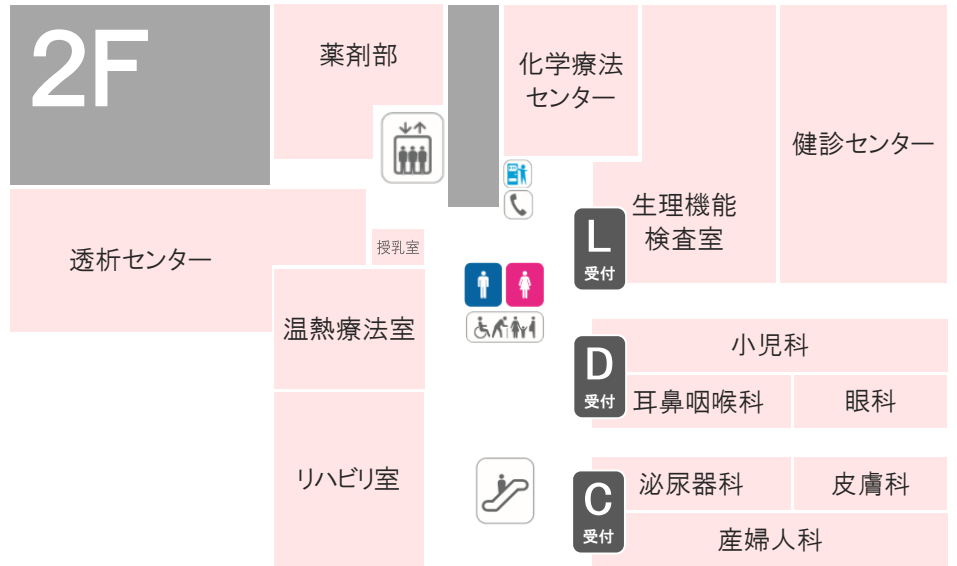 2F
薬剤部
化学療法
センター
健診センター
生理機能
検査室
L
受付
透析センター
授乳室
温熱療法室
小児科
D
受付
耳鼻咽喉科
眼科
リハビリ室
泌尿器科
皮膚科
C
受付
産婦人科